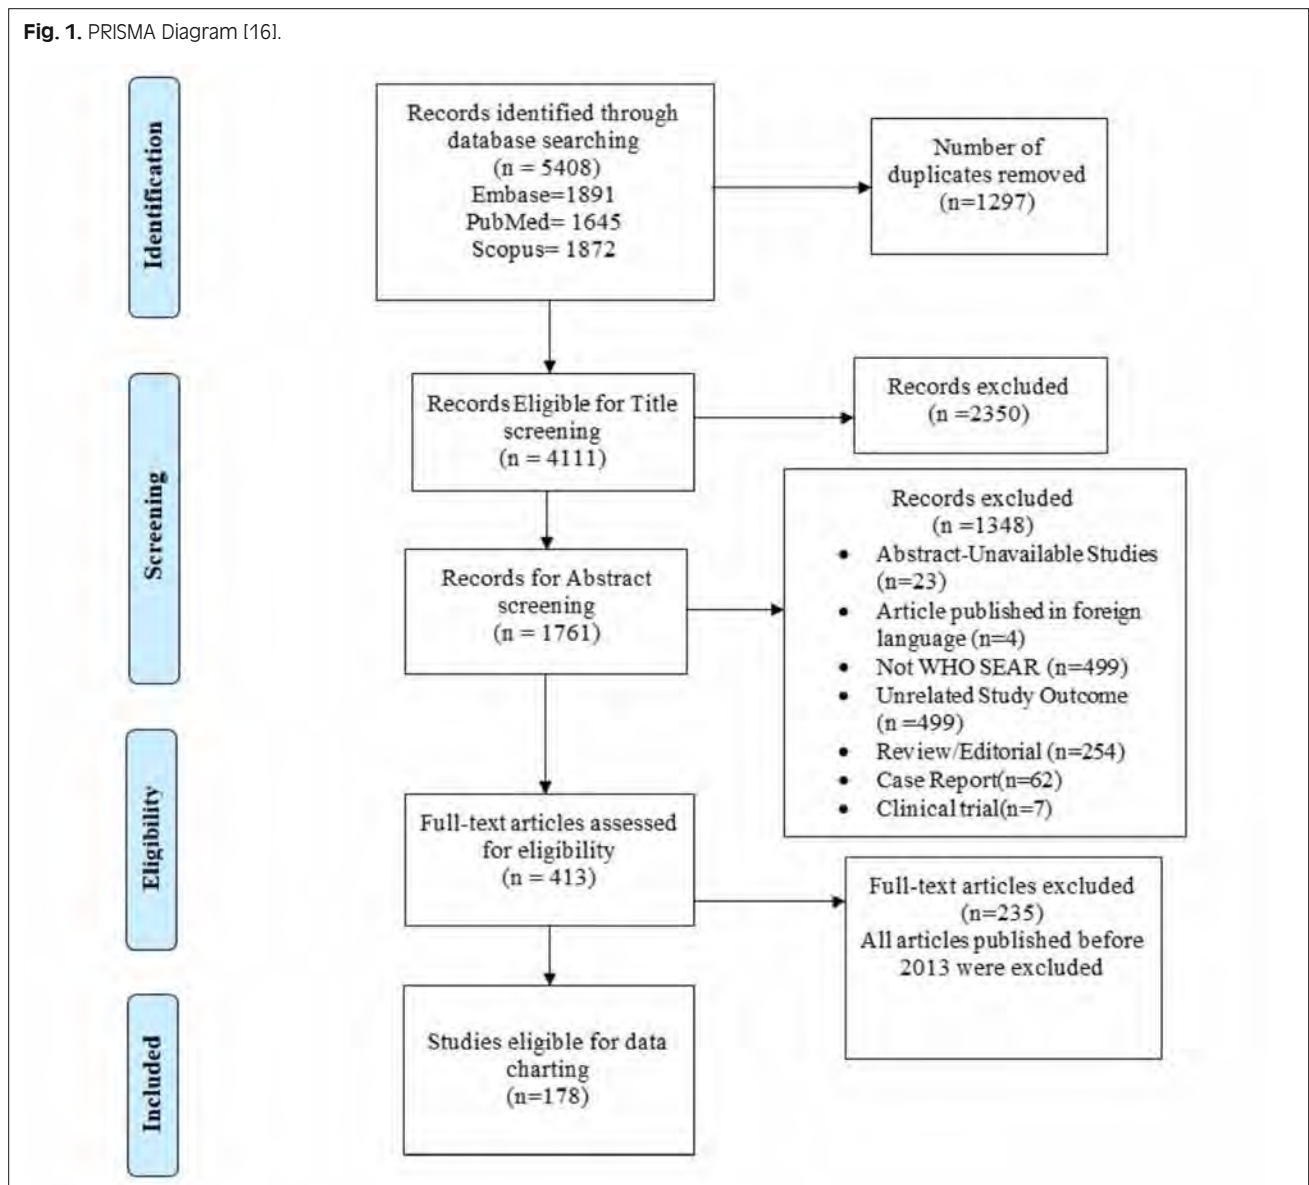 Fig. 1. PRISMA Diagram [16].
Identification
Records identified through
database searching
(n = 5408)
Embase=1891
PubMed= 1645
Scopus= 1872
Number of
duplicates removed
(n=1297)
Screening
Records Eligible for Title
screening
(n = 4111)
Records excluded
(n =2350)
Records for Abstract
screening
(n = 1761)
Records excluded
(n =1348)
• Abstract-Unavailable Studies
(n=23)
• Article published in foreign
language (n=4)
• Not WHO SEAR (n=499)
• Unrelated Study Outcome
(n =499)
• Review/Editorial (n=254)
• Case Report(n=62)
• Clinical trial(n=7)
Eligibility
Full-text articles assessed
for eligibility
(n = 413)
Full-text articles excluded
(n=235)
All articles published before
2013 were excluded
Included
Studies eligible for data
charting
(n=178)